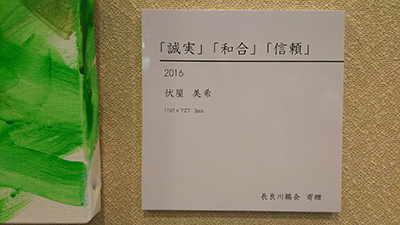 「誠実」「和合」「信頼」
2016
伏屋 美希
1167×727 3pcs.
長良川鵜会 寄贈